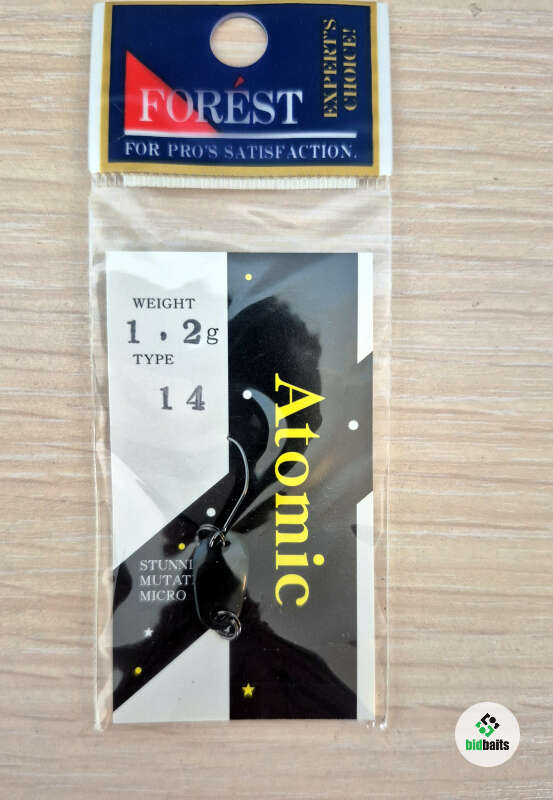 EXPERT'S
CHOICE!
FORÉST
FOR PRO'S SATISFACTION.
WEIGHT
1.2g
TYPE
14
Atomic
STUNNI
MUTAT
MICRO
bidbaits